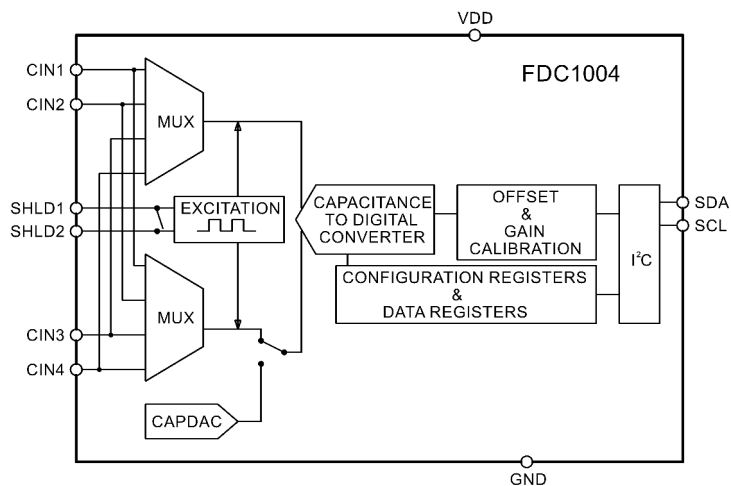 VDD
FDC1004
CIN1
CIN2
MUX
SHLD1
SHLD2
EXCITATION
CAPACITANCE
TO DIGITAL
CONVERTER
OFFSET
&
GAIN
CALIBRATION
I²C
SDA
SCL
CONFIGURATION REGISTERS
&
DATA REGISTERS
MUX
CIN3
CIN4
CAPDAC
GND